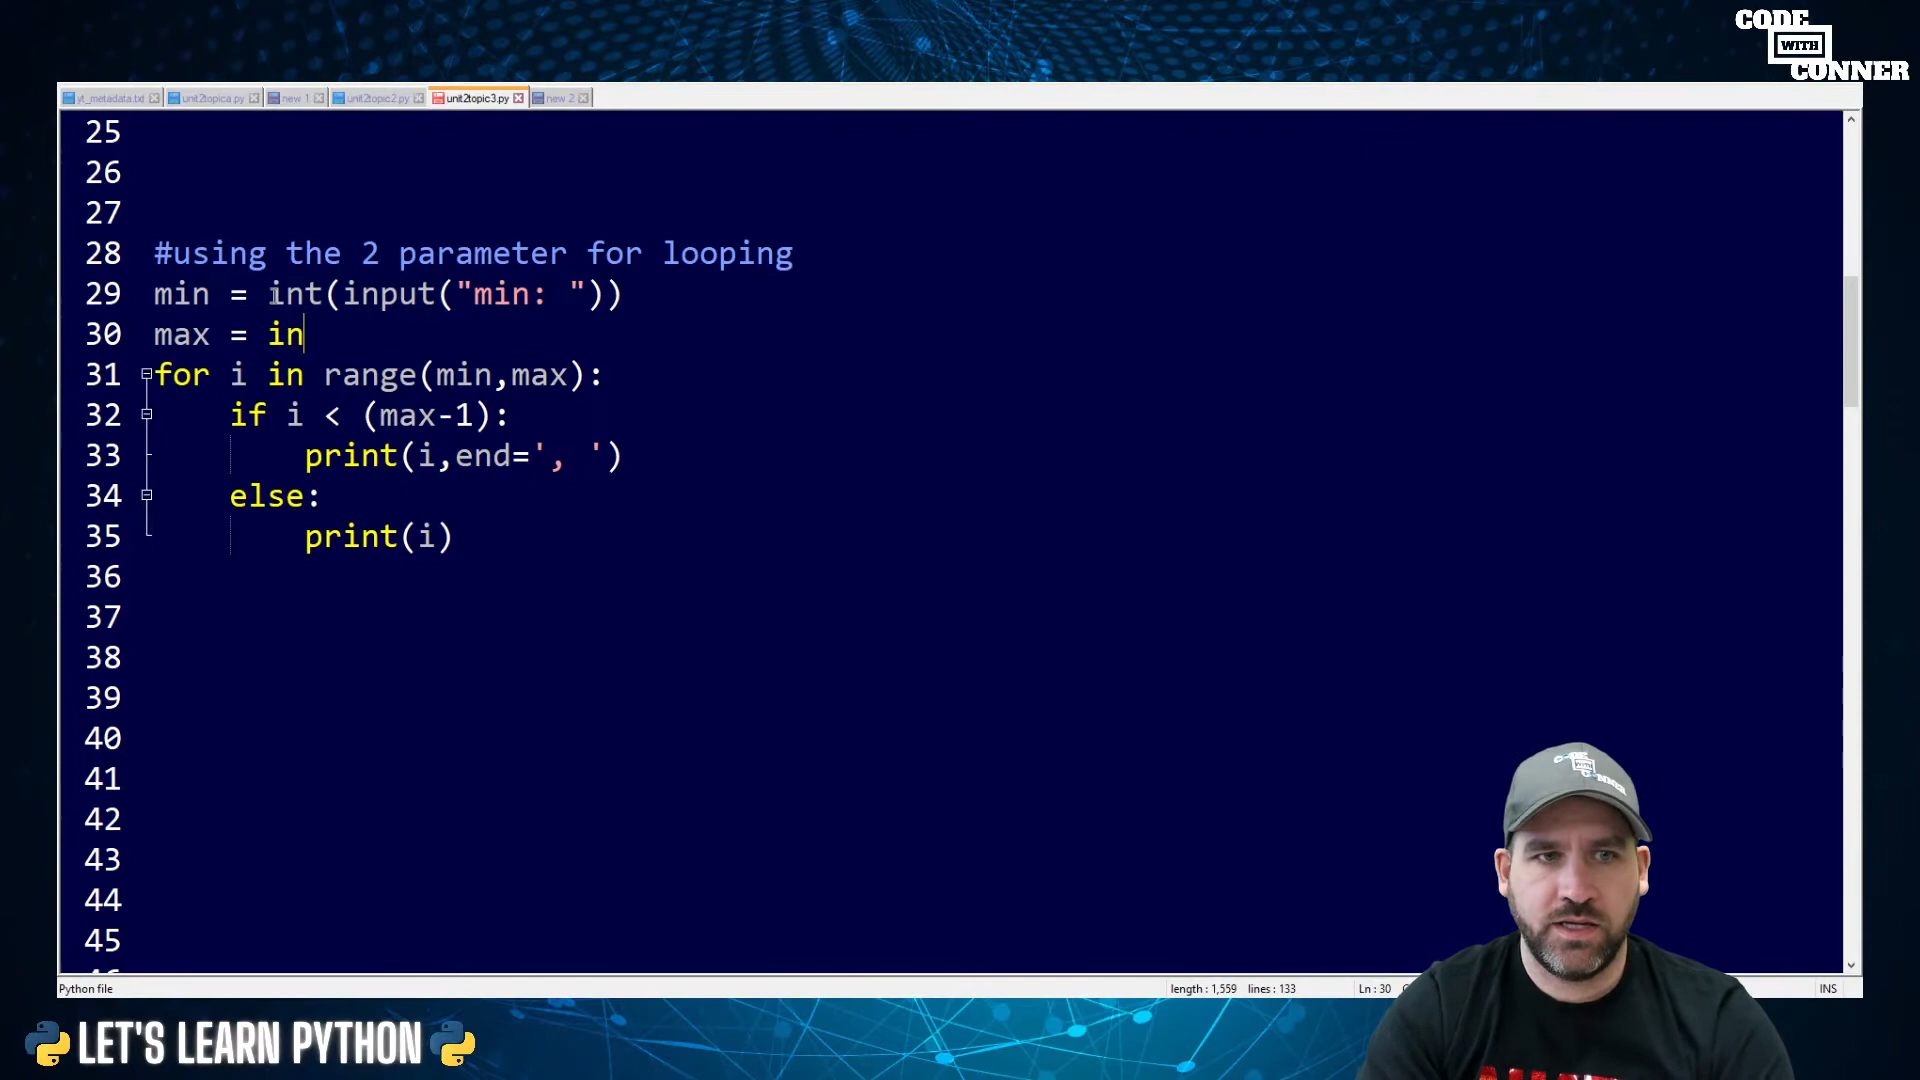 CODE
WITH
CONNER
yt_metadata.txt unit2topica.py new 1 unit2topic2.py unit2topic3.py new 2
25
26
27
28 #using the 2 parameter for looping
29 min = int(input("min: "))
30 max = in
31 for i in range(min,max):
32 if i < (max-1):
33 print(i,end=', ')
34 else:
35 print(i)
36
37
38
39
40
41
42
43
44
45
Python file length : 1,559 lines : 133 Ln : 30 INS
LET'S LEARN PYTHON